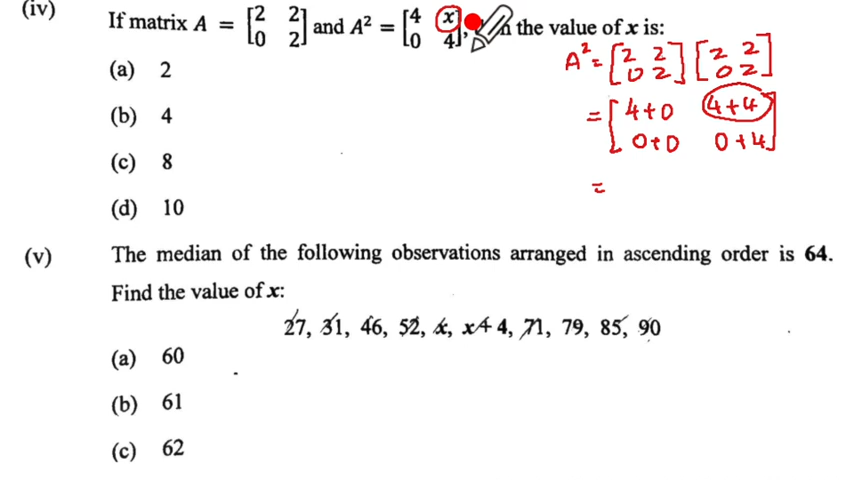 (iv) If matrix A = [2 2 0 2] and A² = [4 x 0 4], the value of x is:
A² = [2 2 0 2] [2 2 0 2]
(a) 2
= [4+0 4+4
(b) 4
0+0 0+4]
(c) 8
=
(d) 10
(v) The median of the following observations arranged in ascending order is 64.
Find the value of x:
27, 31, 46, 52, x, x + 4, 71, 79, 85, 90
(a) 60
(b) 61
(c) 62